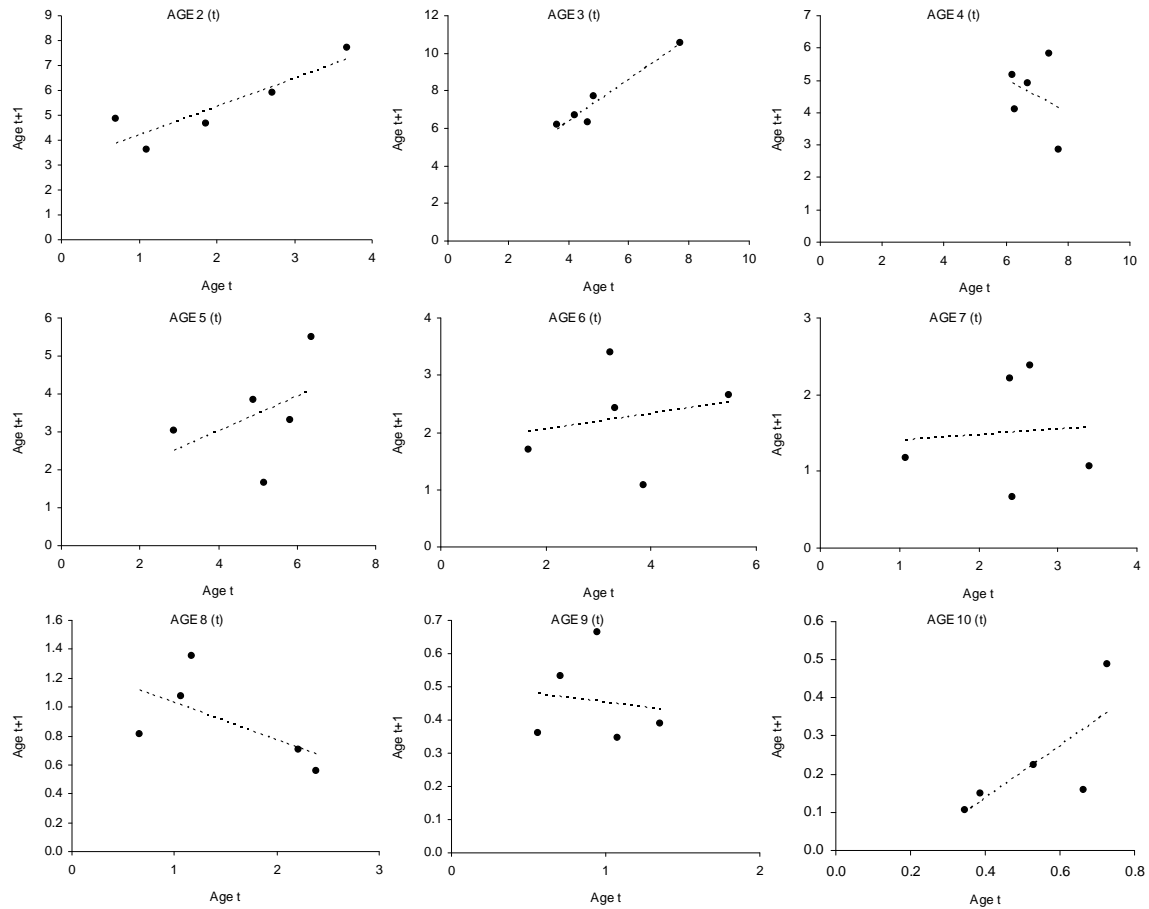 AGE 2 (t)
9
8
7
6
5
4
3
2
1
0
Age t+1
0 1 2 3 4
Age t
AGE 3 (t)
12
10
8
6
4
2
0
Age t+1
0 2 4 6 8 10
Age t
AGE 4 (t)
7
6
5
4
3
2
1
0
Age t+1
0 2 4 6 8 10
Age t
AGE 5 (t)
6
5
4
3
2
1
0
Age t+1
0 2 4 6 8
Age t
AGE 6 (t)
4
3
2
1
0
Age t+1
0 2 4 6
Age t
AGE 7 (t)
3
2
1
0
Age t+1
0 1 2 3 4
Age t
AGE 8 (t)
1.6
1.4
1.2
1.0
0.8
0.6
0.4
0.2
0.0
Age t+1
0 1 2 3
Age t
AGE 9 (t)
0.7
0.6
0.5
0.4
0.3
0.2
0.1
0.0
Age t+1
0 1 2
Age t
AGE 10 (t)
0.6
0.5
0.4
0.3
0.2
0.1
0.0
Age t+1
0.0 0.2 0.4 0.6 0.8
Age t